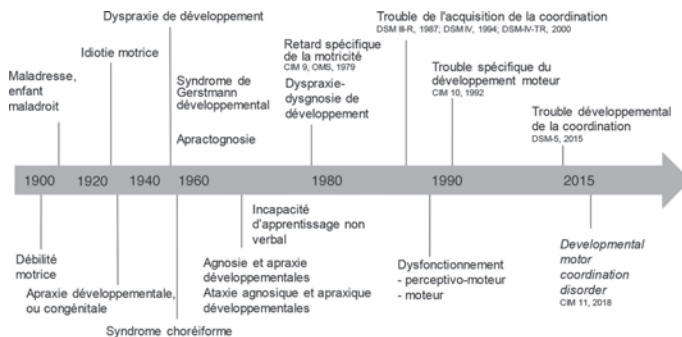 Dyspraxie de développement
Trouble de l'acquisition de la coordination
DSM III-R, 1987; DSM IV, 1994; DSM-IV-TR, 2000
Idiotie motrice
Retard spécifique
de la motricité
CIM 9, OMS, 1979
Maladresse,
enfant
maladroit
Syndrome de
Gerstmann
développemental
Dyspraxie-
dysgnosie de
développement
Trouble spécifique du
développement moteur
CIM 10, 1992
Apractognosie
Trouble développemental
de la coordination
DSM-5, 2015
1900 1920 1940 1960 1980 1990 2015
Incapacité
d'apprentissage non
verbal
Débilité
motrice
Agnosie et apraxie
développementales
Ataxie agnosique et apraxique
développementales
Dysfonctionnement
- perceptivo-moteur
- moteur
Developmental
motor
coordination
disorder
CIM 11, 2018
Apraxie développementale,
ou congénitale
Syndrome choréiforme